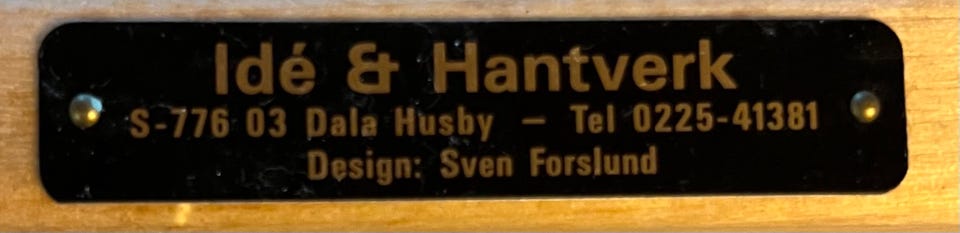 Idé & Hantverk
S-776 03 Dala Husby – Tel 0225-41381
Design: Sven Forslund